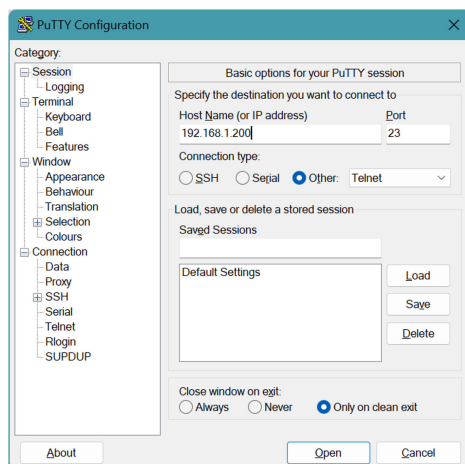 PuTTY Configuration
Category:
Session
Logging
Terminal
Keyboard
Bell
Features
Window
Appearance
Behaviour
Translation
Selection
Colours
Connection
Data
Proxy
SSH
Serial
Telnet
Rlogin
SUPDUP
Basic options for your PuTTY session
Specify the destination you want to connect to
Host Name (or IP address) Port
192.168.1.200 23
Connection type:
SSH Serial Other: Telnet
Load, save or delete a stored session
Saved Sessions
Default Settings
Load
Save
Delete
Close window on exit:
Always Never Only on clean exit
About Open Cancel